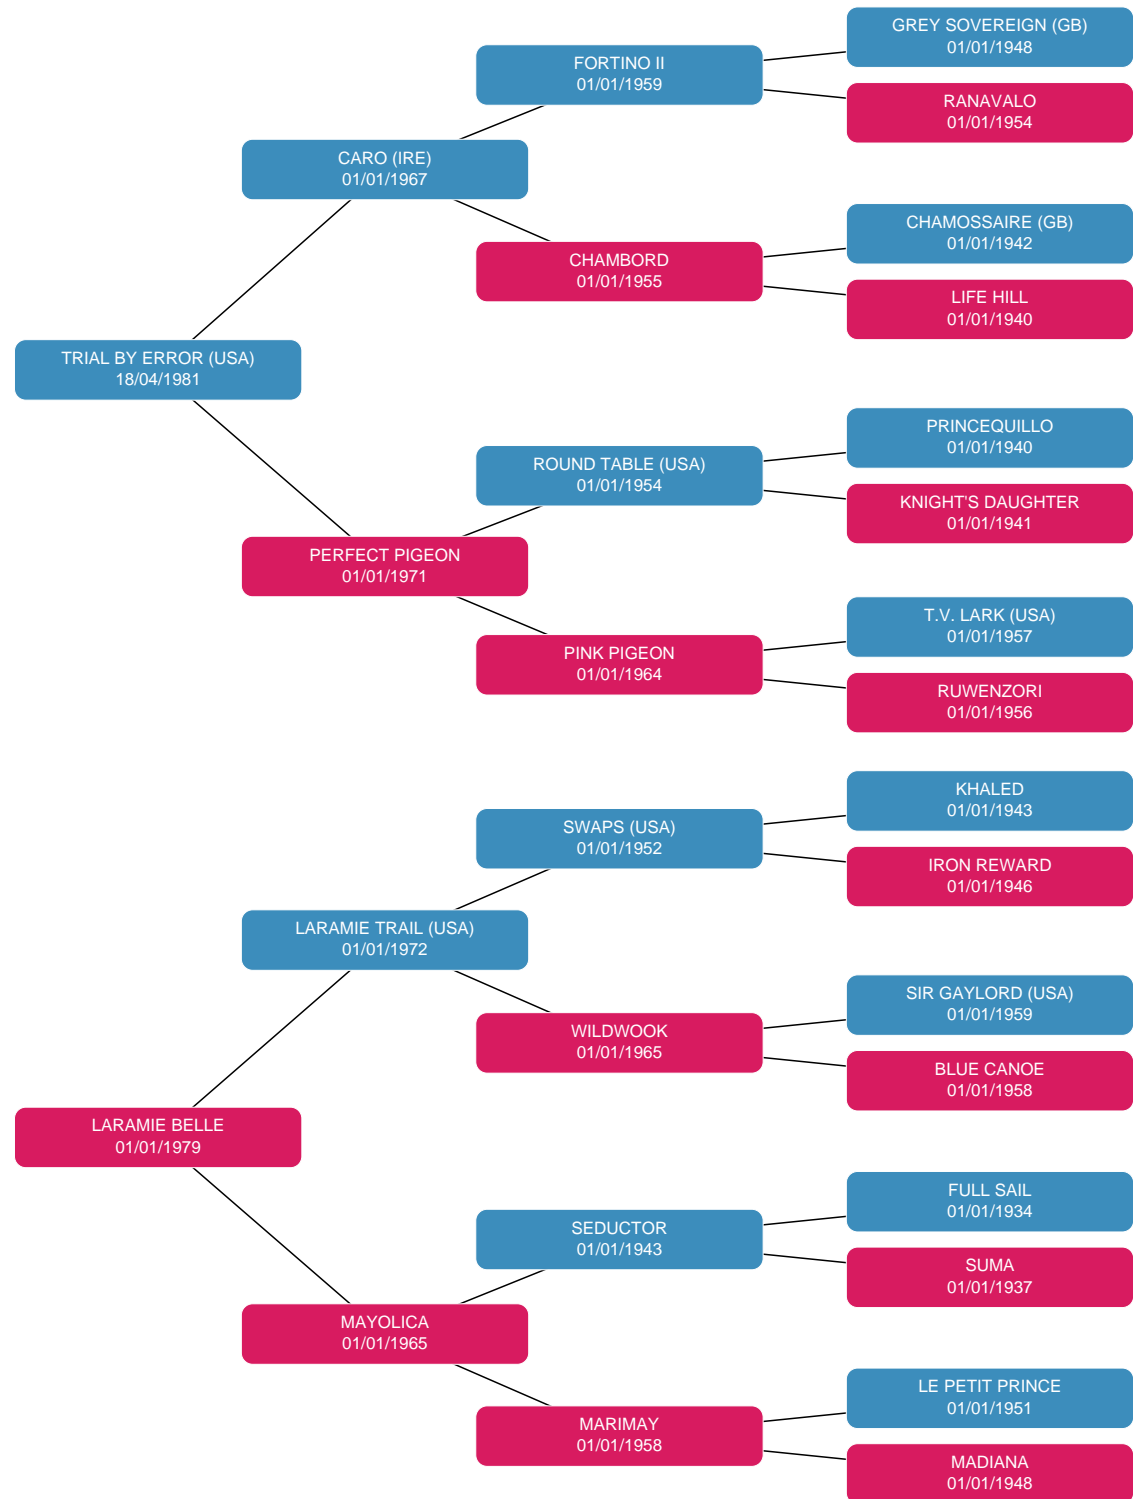 GREY SOVEREIGN (GB)
01/01/1948
FORTINO II
01/01/1959
RANAVALO
01/01/1954
CARO (IRE)
01/01/1967
CHAMOSSAIRE (GB)
01/01/1942
CHAMBORD
01/01/1955
LIFE HILL
01/01/1940
TRIAL BY ERROR (USA)
18/04/1981
PRINCEQUILLO
01/01/1940
ROUND TABLE (USA)
01/01/1954
KNIGHT'S DAUGHTER
01/01/1941
PERFECT PIGEON
01/01/1971
T.V. LARK (USA)
01/01/1957
PINK PIGEON
01/01/1964
RUWENZORI
01/01/1956
KHALED
01/01/1943
SWAPS (USA)
01/01/1952
IRON REWARD
01/01/1946
LARAMIE TRAIL (USA)
01/01/1972
SIR GAYLORD (USA)
01/01/1959
WILDWOOK
01/01/1965
BLUE CANOE
01/01/1958
LARAMIE BELLE
01/01/1979
FULL SAIL
01/01/1934
SEDUCTOR
01/01/1943
SUMA
01/01/1937
MAYOLICA
01/01/1965
LE PETIT PRINCE
01/01/1951
MARIMAY
01/01/1958
MADIANA
01/01/1948